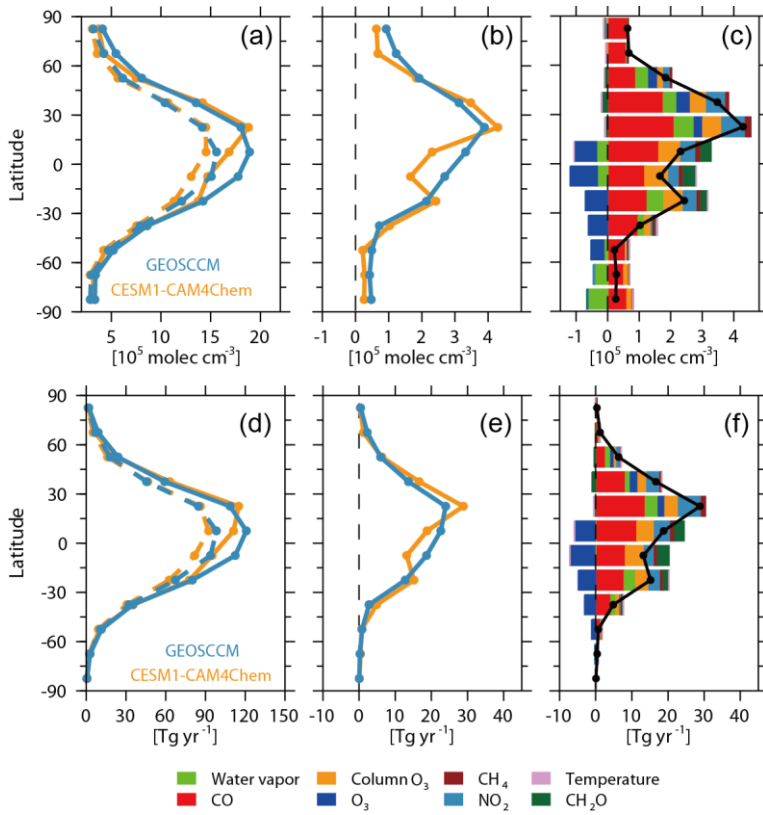 (a) (b) (c)
90
60
30
0
-30
-60
-90
Latitude
GEOSCCM
CESM1-CAM4Chem
5 10 15 20
[10⁵ molec cm⁻³]
-1 0 1 2 3 4
[10⁵ molec cm⁻³]
-1 0 1 2 3 4
[10⁵ molec cm⁻³]
(d) (e) (f)
90
60
30
0
-30
-60
-90
Latitude
GEOSCCM
CESM1-CAM4Chem
0 30 60 90 120 150
[Tg yr⁻¹]
-10 0 10 20 30 40
[Tg yr⁻¹]
-10 0 10 20 30 40
[Tg yr⁻¹]
Water vapor Column O₃ CH₄ Temperature
CO O₃ NO₂ CH₂O